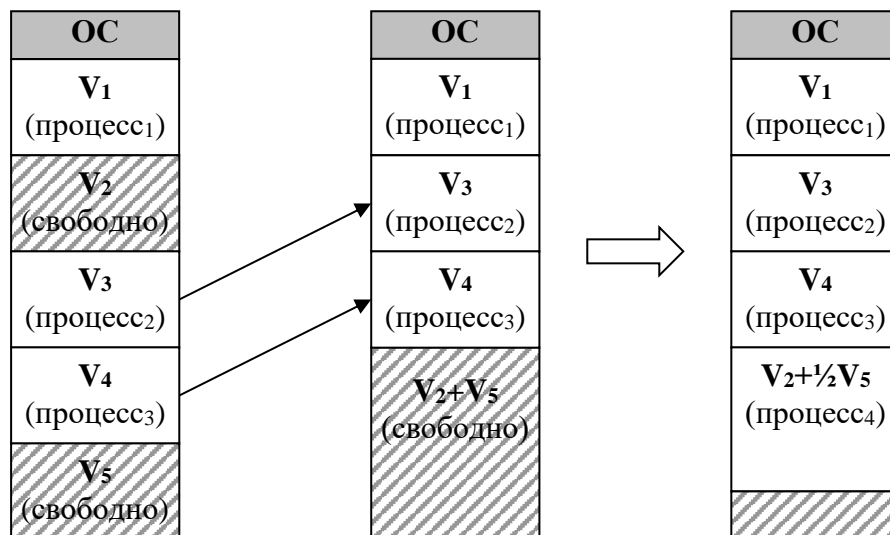 ОС
V₁
(процесс₁)
V₂
(свободно)
V₃
(процесс₂)
V₄
(процесс₃)
V₅
(свободно)
ОС
V₁
(процесс₁)
V₃
(процесс₂)
V₄
(процесс₃)
V₂+V₅
(свободно)
ОС
V₁
(процесс₁)
V₃
(процесс₂)
V₄
(процесс₃)
V₂+½V₅
(процесс₄)